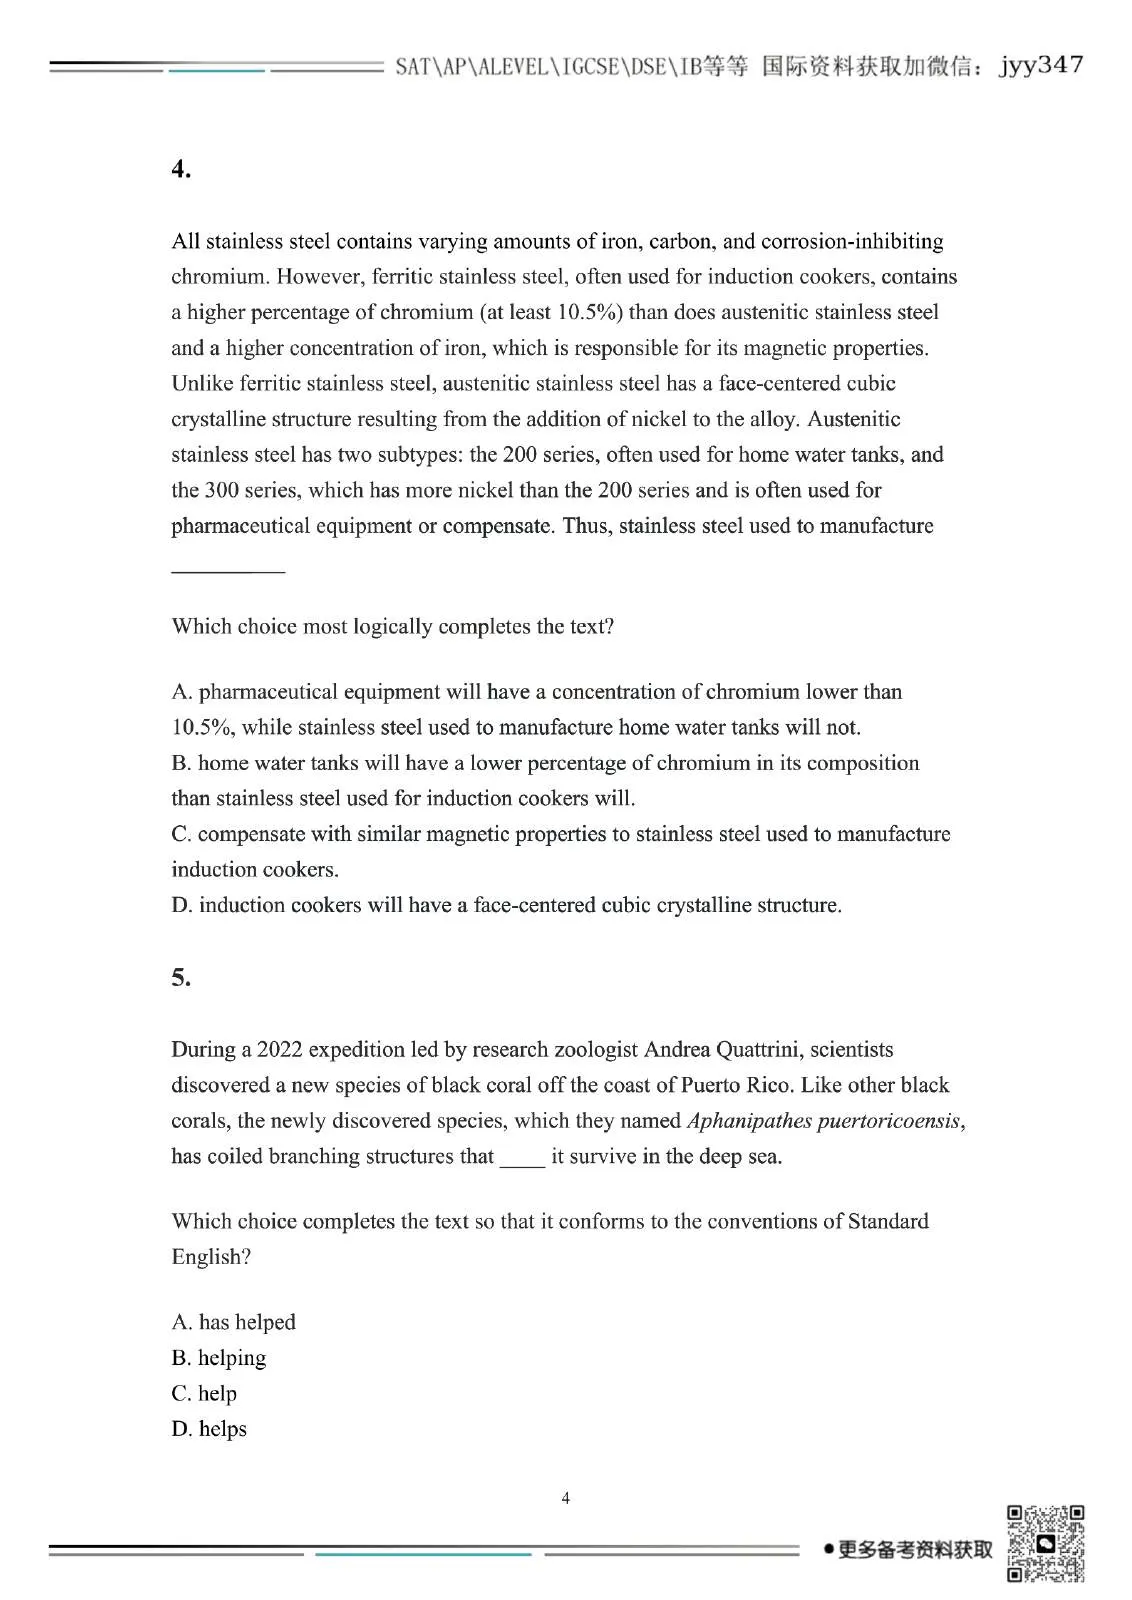 SAT\AP\ALEVEL\IGCSE\DSE\IB等等 国际资料获取加微信： jyy347
4.
All stainless steel contains varying amounts of iron, carbon, and corrosion-inhibiting
chromium. However, ferritic stainless steel, often used for induction cookers, contains
a higher percentage of chromium (at least 10.5%) than does austenitic stainless steel
and a higher concentration of iron, which is responsible for its magnetic properties.
Unlike ferritic stainless steel, austenitic stainless steel has a face-centered cubic
crystalline structure resulting from the addition of nickel to the alloy. Austenitic
stainless steel has two subtypes: the 200 series, often used for home water tanks, and
the 300 series, which has more nickel than the 200 series and is often used for
pharmaceutical equipment or compensate. Thus, stainless steel used to manufacture
__________
Which choice most logically completes the text?
A. pharmaceutical equipment will have a concentration of chromium lower than
10.5%, while stainless steel used to manufacture home water tanks will not.
B. home water tanks will have a lower percentage of chromium in its composition
than stainless steel used for induction cookers will.
C. compensate with similar magnetic properties to stainless steel used to manufacture
induction cookers.
D. induction cookers will have a face-centered cubic crystalline structure.
5.
During a 2022 expedition led by research zoologist Andrea Quattrini, scientists
discovered a new species of black coral off the coast of Puerto Rico. Like other black
corals, the newly discovered species, which they named Aphanipathes puertoricoensis,
has coiled branching structures that ____ it survive in the deep sea.
Which choice completes the text so that it conforms to the conventions of Standard
English?
A. has helped
B. helping
C. help
D. helps
4
●更多备考资料获取